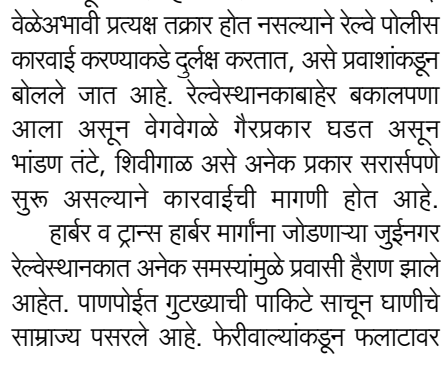 वेळेअभावी प्रत्यक्ष तक्रार होत नसल्याने रेल्वे पोलीस
कारवाई करण्याकडे दुर्लक्ष करतात, असे प्रवाशांकडून
बोलले जात आहे. रेल्वेस्थानकाबाहेर बकालपणा
आला असून वेगवेगळे गैरप्रकार घडत असून
भांडण तंटे, शिवीगाळ असे अनेक प्रकार सरार्सपणे
सुरू असल्याने कारवाईची मागणी होत आहे.
हार्बर व ट्रान्स हार्बर मार्गांना जोडणाऱ्या जुईनगर
रेल्वेस्थानकात अनेक समस्यांमुळे प्रवासी हैराण झाले
आहेत. पाणपोईत गुटख्याची पाकिटे साचून घाणीचे
साम्राज्य पसरले आहे. फेरीवाल्यांकडून फलाटावर